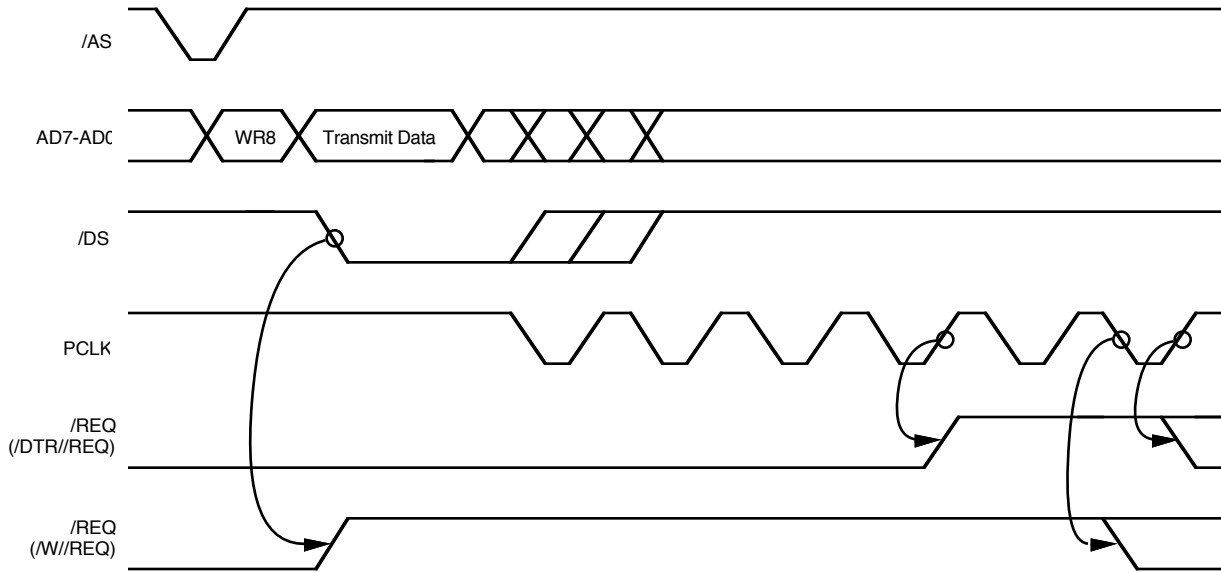 /AS
AD7-AD0
WR8
Transmit Data
/DS
PCLK
/REQ
(/DTR//REQ)
/REQ
(/W//REQ)